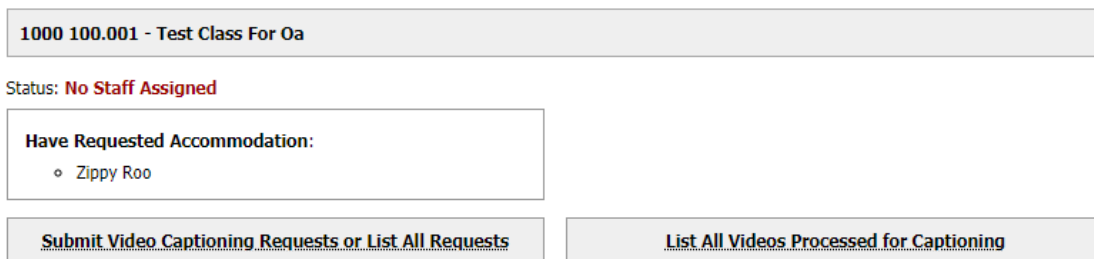 1000 100.001 - Test Class For Oa
Status: No Staff Assigned
Have Requested Accommodation:
Zippy Roo
Submit Video Captioning Requests or List All Requests
List All Videos Processed for Captioning